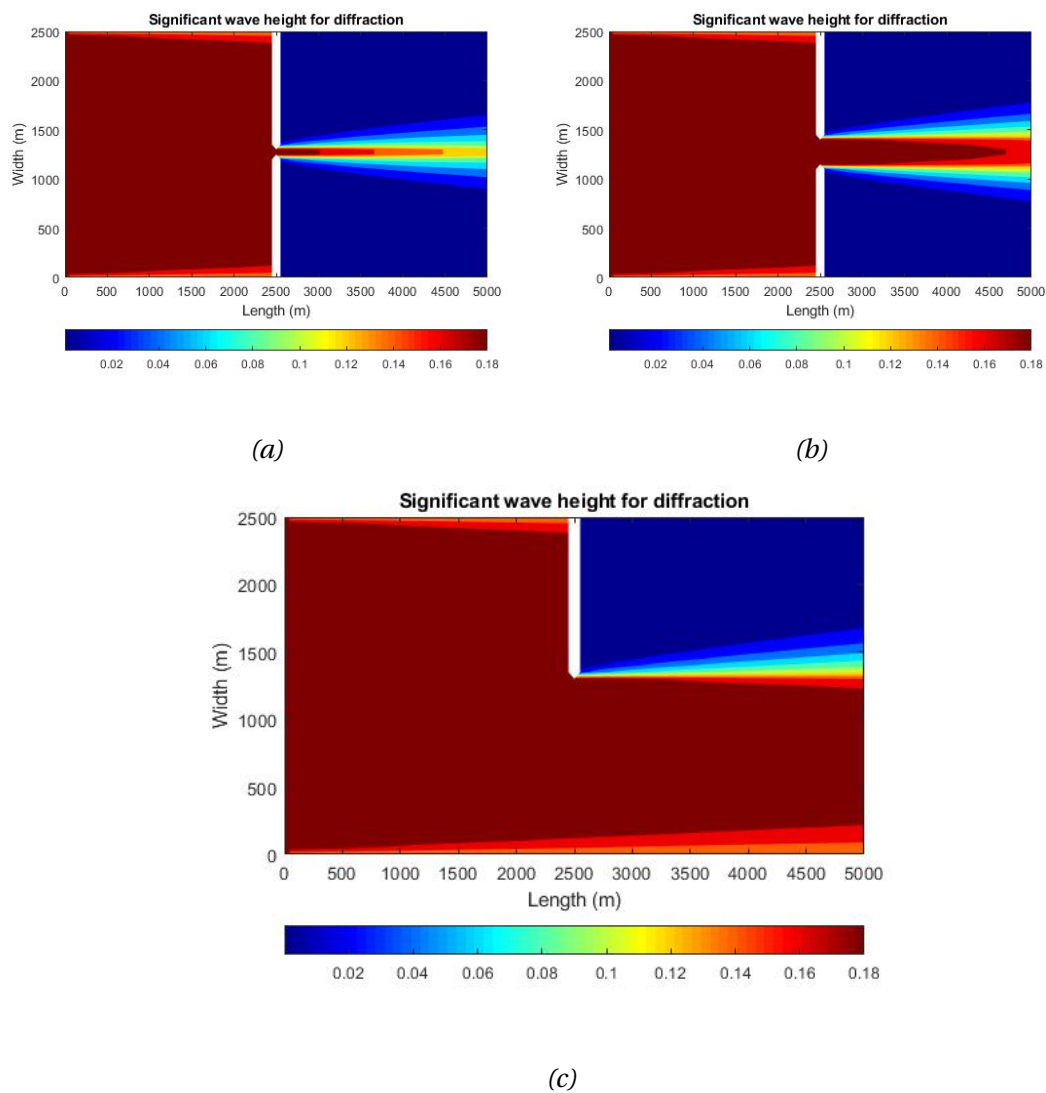 Significant wave height for diffraction
2500
2000
1500
1000
500
0
Width (m)
0 500 1000 1500 2000 2500 3000 3500 4000 4500 5000
Length (m)
0.02 0.04 0.06 0.08 0.1 0.12 0.14 0.16 0.18
(a)
Significant wave height for diffraction
2500
2000
1500
1000
500
0
Width (m)
0 500 1000 1500 2000 2500 3000 3500 4000 4500 5000
Length (m)
0.02 0.04 0.06 0.08 0.1 0.12 0.14 0.16 0.18
(b)
Significant wave height for diffraction
2500
2000
1500
1000
500
0
Width (m)
0 500 1000 1500 2000 2500 3000 3500 4000 4500 5000
Length (m)
0.02 0.04 0.06 0.08 0.1 0.12 0.14 0.16 0.18
(c)